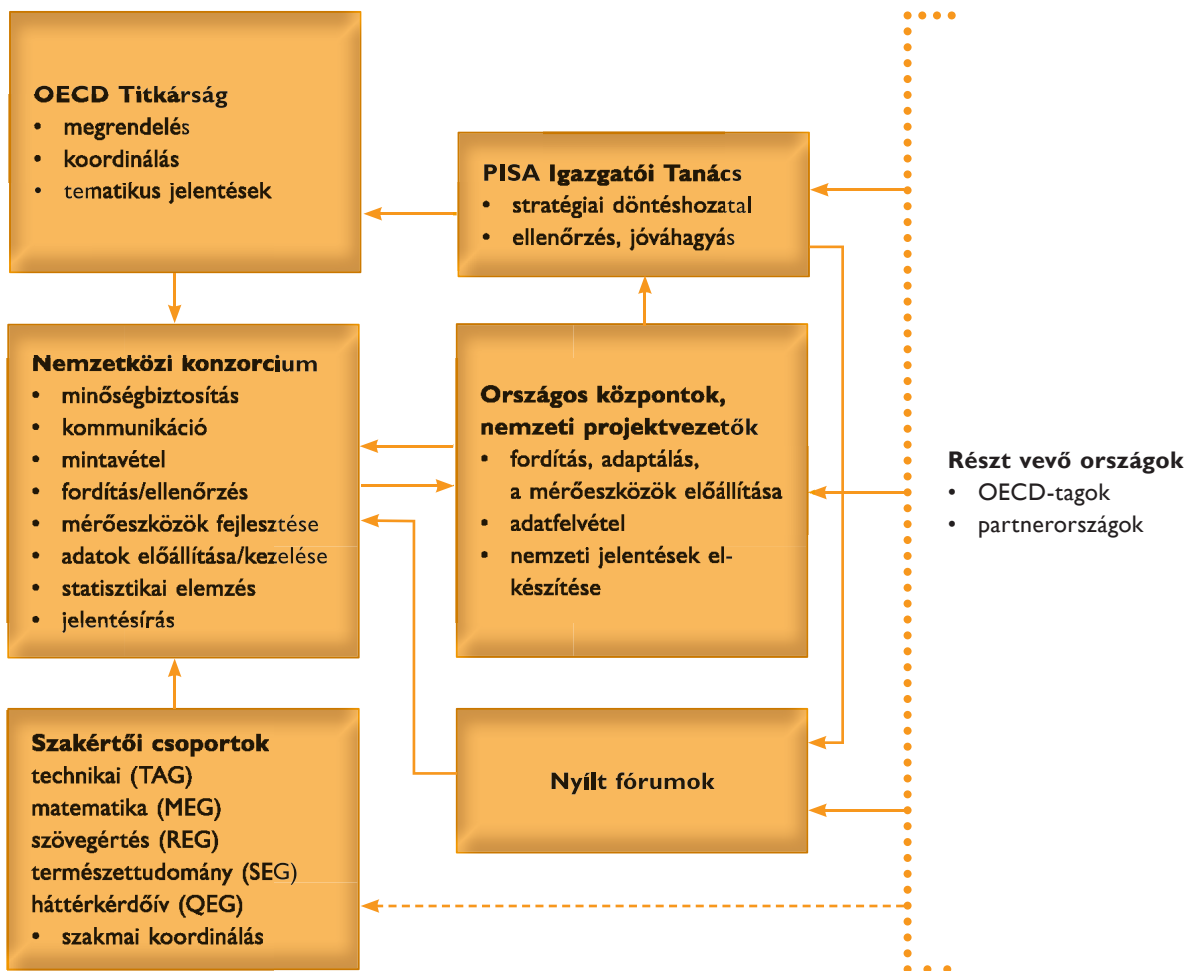 OECD Titkárság
• megrendelés
• koordinálás
• tematikus jelentések
PISA Igazgatói Tanács
• stratégiai döntéshozatal
• ellenőrzés, jóváhagyás
Nemzetközi konzorcium
• minőségbiztosítás
• kommunikáció
• mintavétel
• fordítás/ellenőrzés
• mérőeszközök fejlesztése
• adatok előállítása/kezelése
• statisztikai elemzés
• jelentésírás
Országos központok,
nemzeti projektvezetők
• fordítás, adaptálás,
a mérőeszközök előállítása
• adatfelvétel
• nemzeti jelentések el-
készítése
Részt vevő országok
• OECD-tagok
• partnerországok
Szakértői csoportok
technikai (TAG)
matematika (MEG)
szövegértés (REG)
természettudomány (SEG)
háttérkérdőív (QEG)
• szakmai koordinálás
Nyílt fórumok